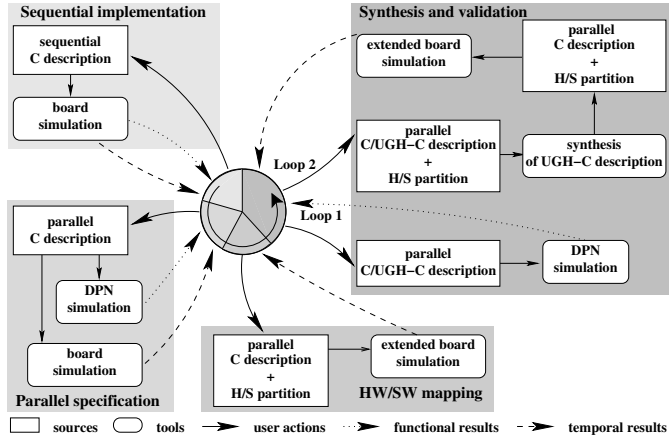 Sequential implementation
sequential
C description
board
simulation
Synthesis and validation
extended board
simulation
parallel
C description
+
H/S partition
parallel
C/UGH−C description
+
H/S partition
synthesis
of UGH−C description
Loop 2
Loop 1
parallel
C/UGH−C description
DPN
simulation
parallel
C description
DPN
simulation
board
simulation
Parallel specification
parallel
C description
+
H/S partition
extended board
simulation
HW/SW mapping
sources
tools
user actions
functional results
temporal results